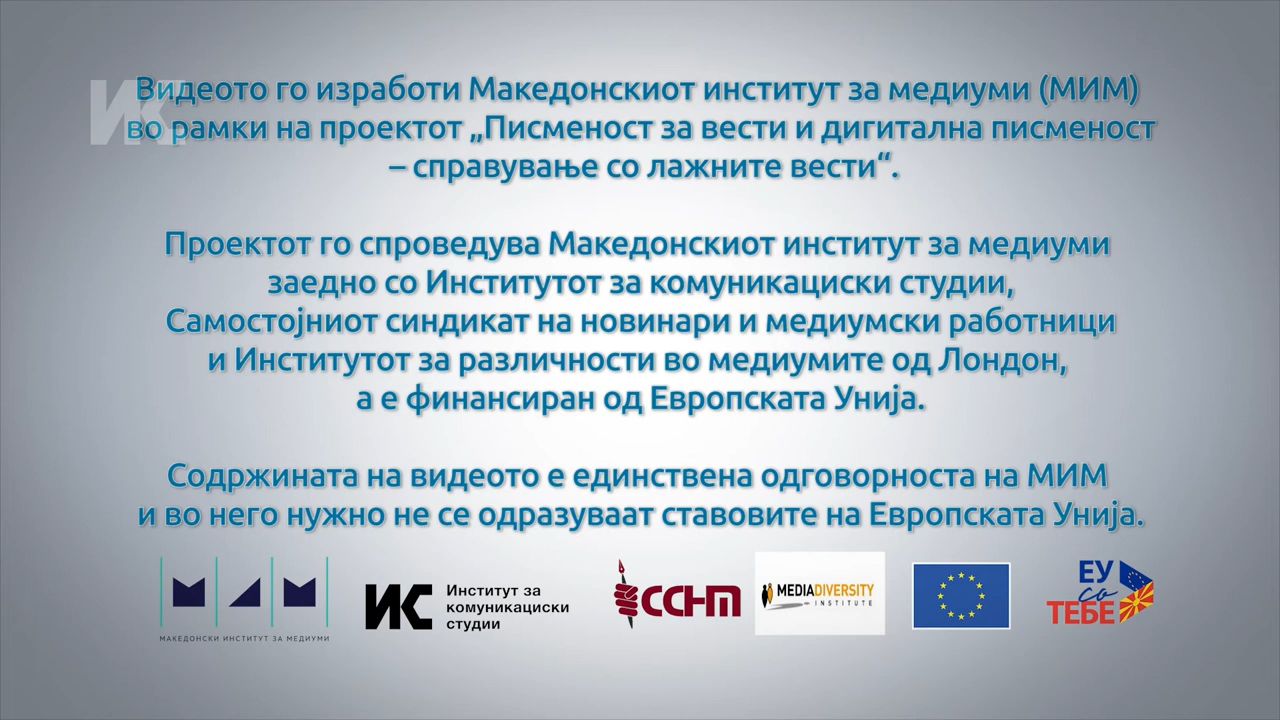 Видеото го изработи Македонскиот институт за медиуми (МИМ)
во рамки на проектот „Писменост за вести и дигитална писменост
– справување со лажните вести“.
Проектот го спроведува Македонскиот институт за медиуми
заедно со Институтот за комуникациски студии,
Самостојниот синдикат на новинари и медиумски работници
и Институтот за различности во медиумите од Лондон,
а е финансиран од Европската Унија.
Содржината на видеото е единствена одговорноста на МИМ
и во него нужно не се одразуваат ставовите на Европската Унија.
МИМ
МАКЕДОНСКИ ИНСТИТУТ ЗА МЕДИУМИ
ИС
Институт за
комуникациски
студии
ССНМ
MEDIADIVERSITY
INSTITUTE
ЕУ
со
ТЕБЕ